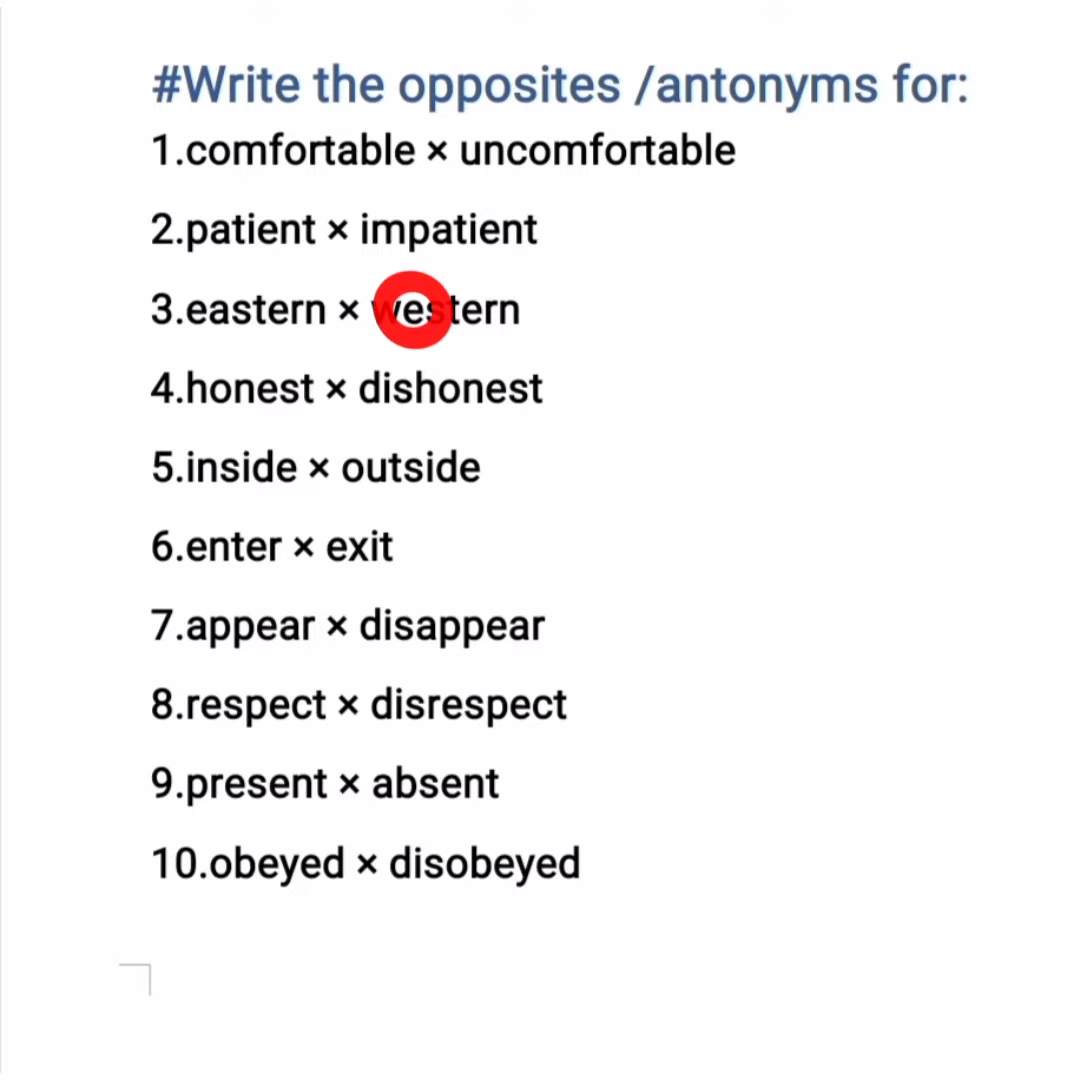 #Write the opposites /antonyms for:
1.comfortable × uncomfortable
2.patient × impatient
3.eastern × western
4.honest × dishonest
5.inside × outside
6.enter × exit
7.appear × disappear
8.respect × disrespect
9.present × absent
10.obeyed × disobeyed